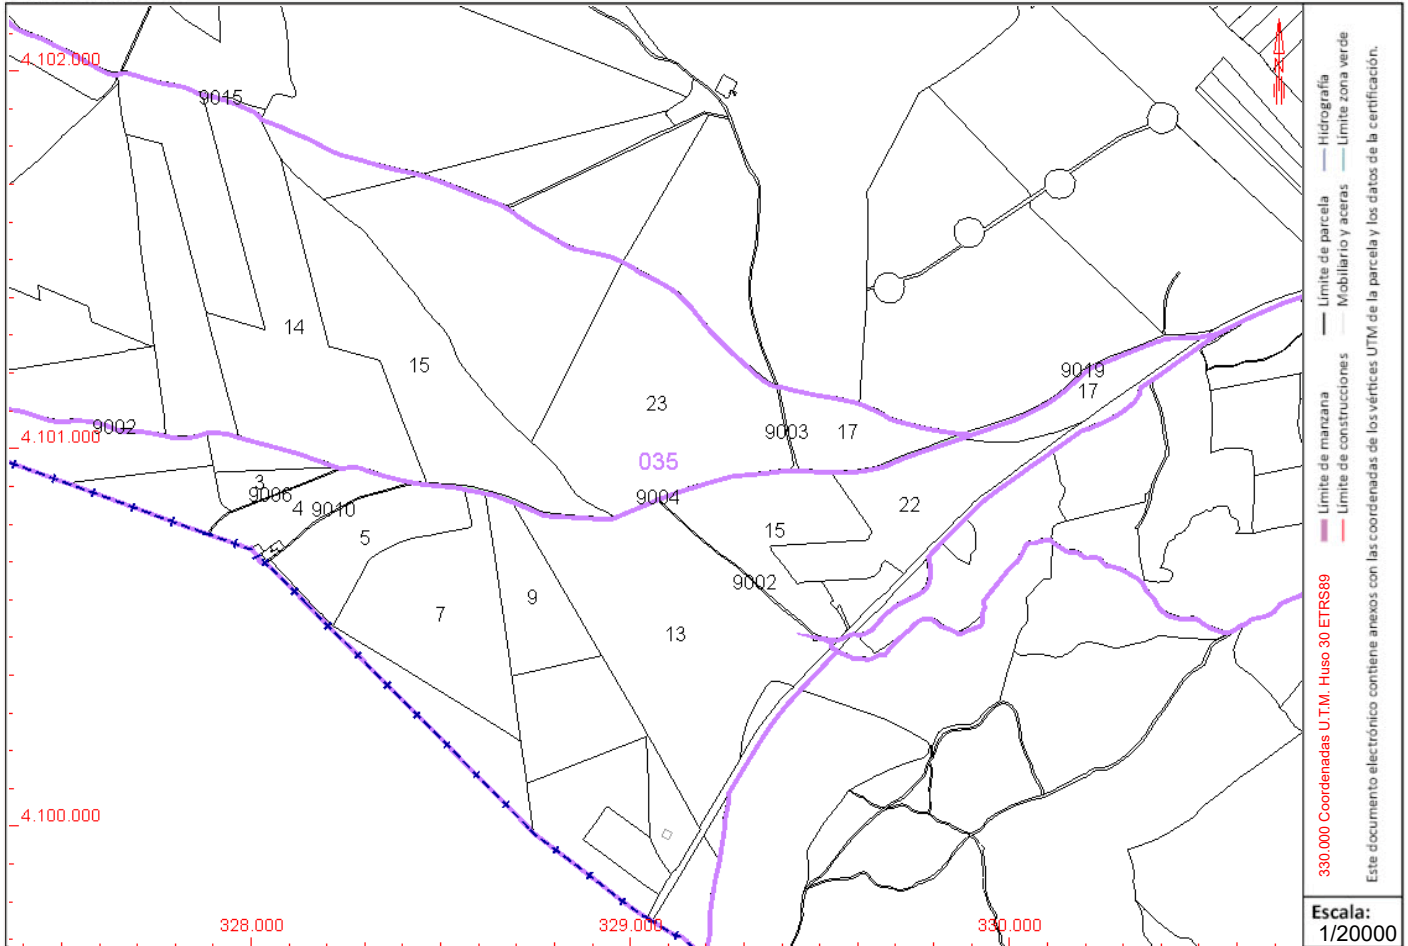 4.102.000
9015
14
15
23
9019
17
9003
17
9002
4.101.000
035
3
9006
4
9010
9004
22
15
5
9002
9
7
13
4.100.000
328.000
329.000
330.000
N
Límite de manzana
Límite de parcela
Hidrografía
Límite de construcciones
Mobiliario y aceras
Límite zona verde
330.000 Coordenadas U.T.M. Huso 30 ETRS89
Este documento electrónico contiene anexos con las coordenadas de los vértices UTM de la parcela y los datos de la certificación.
Escala:
1/20000